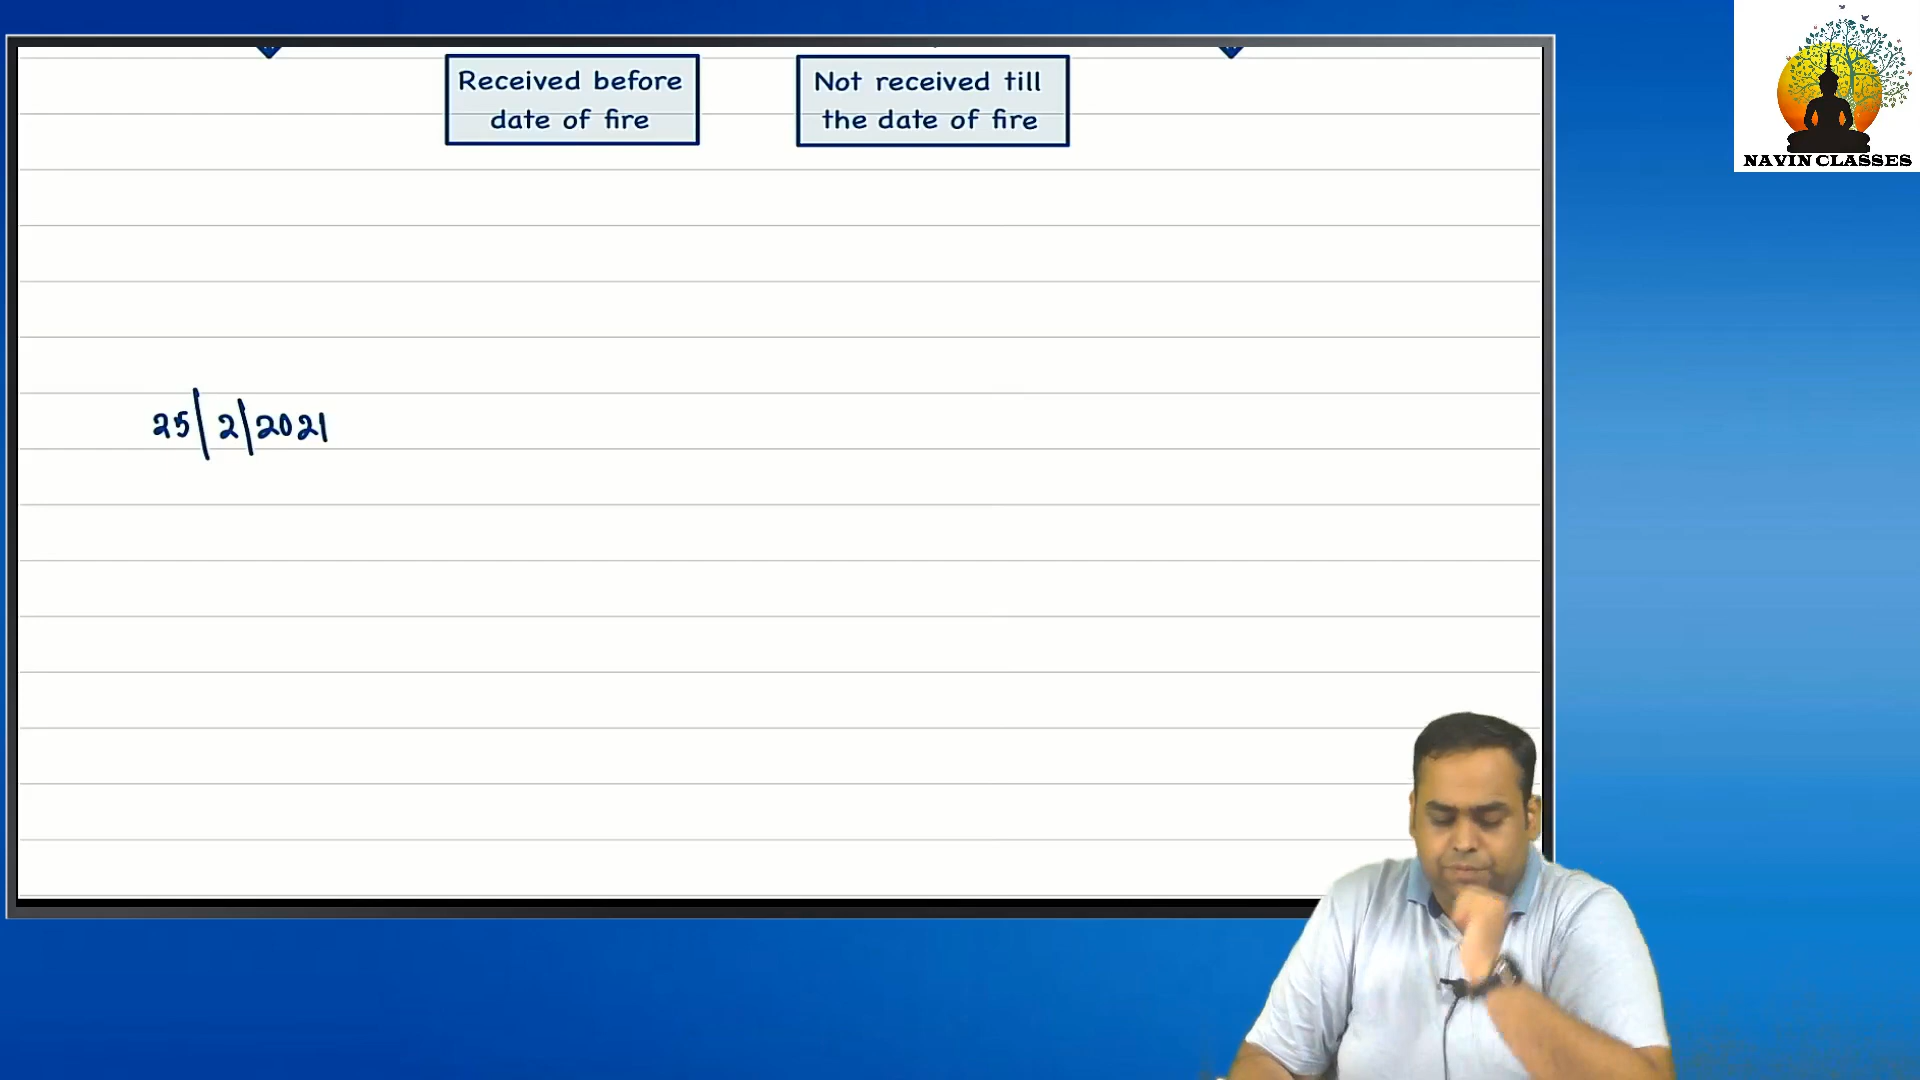 Received before
date of fire
Not received till
the date of fire
NAVIN CLASSES
25/2/2021